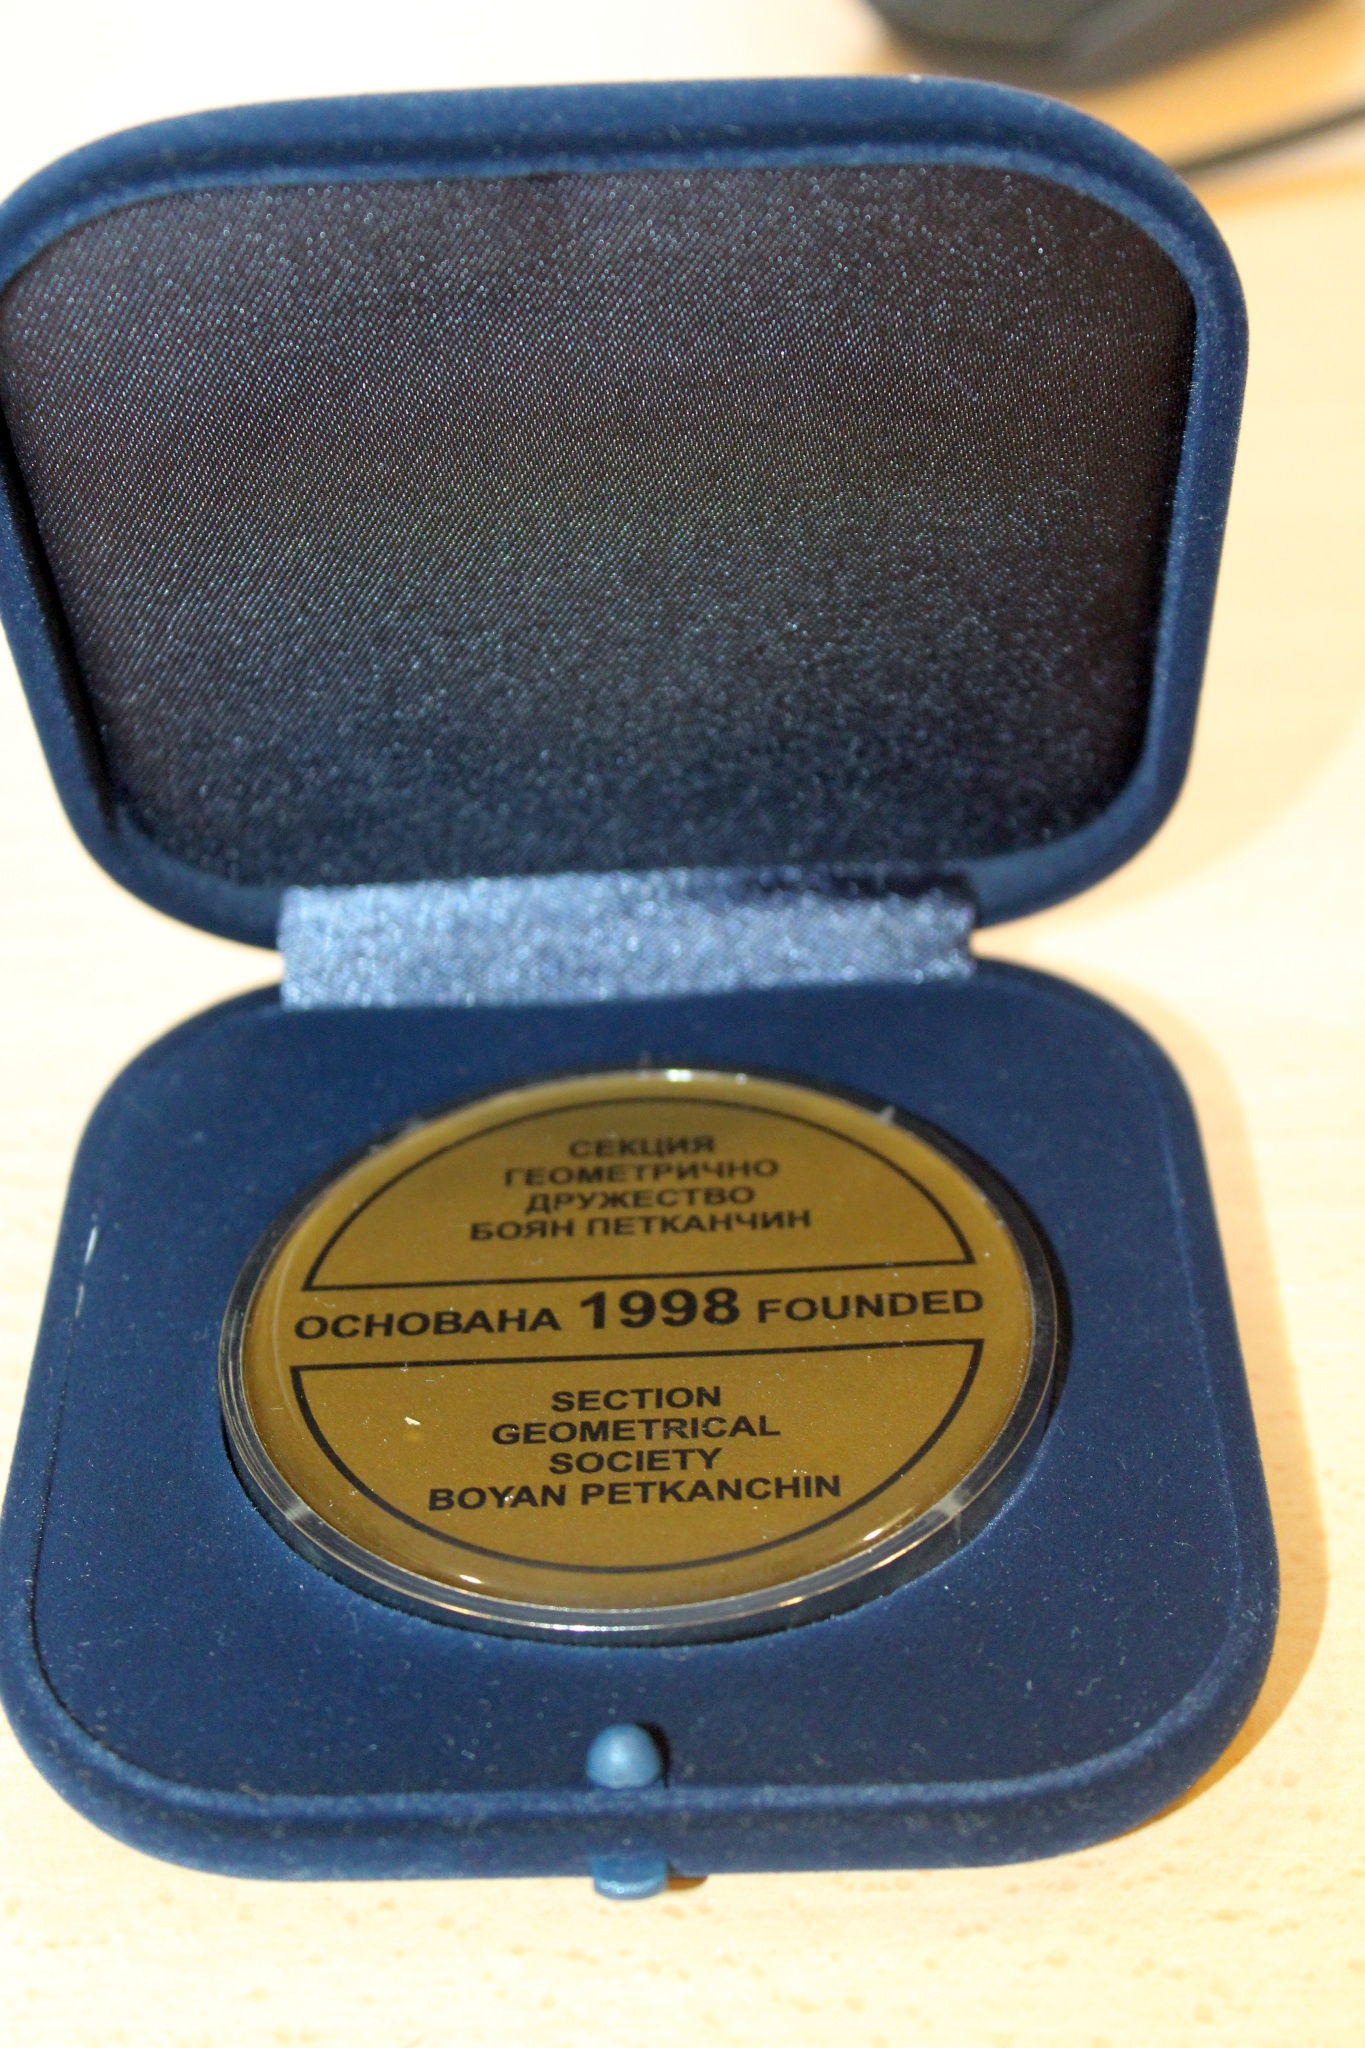 СЕКЦИЯ
ГЕОМЕТРИЧНО
ДРУЖЕСТВО
БОЯН ПЕТКАНЧИН
ОСНОВАНА 1998 FOUNDED
SECTION
GEOMETRICAL
SOCIETY
BOYAN PETKANCHIN